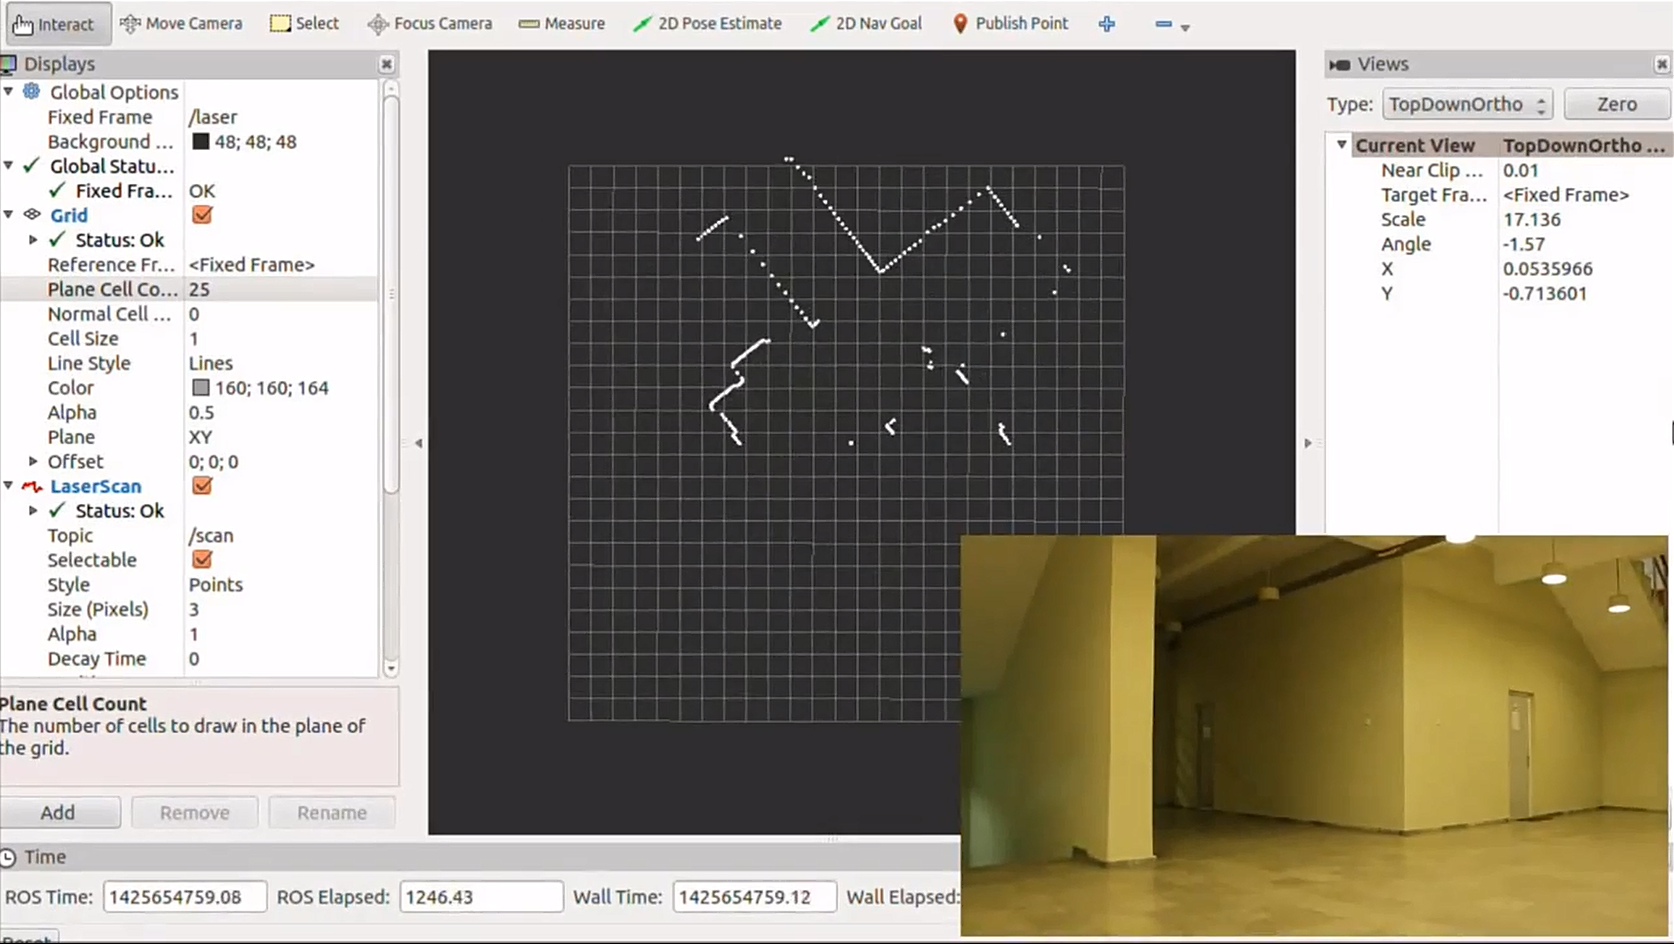 Interact Move Camera Select Focus Camera Measure 2D Pose Estimate 2D Nav Goal Publish Point
Displays
Global Options
Fixed Frame /laser
Background ... 48; 48; 48
Global Statu...
Fixed Fra... OK
Grid
Status: Ok
Reference Fr... <Fixed Frame>
Plane Cell Co... 25
Normal Cell ... 0
Cell Size 1
Line Style Lines
Color 160; 160; 164
Alpha 0.5
Plane XY
Offset 0; 0; 0
LaserScan
Status: Ok
Topic /scan
Selectable
Style Points
Size (Pixels) 3
Alpha 1
Decay Time 0
Plane Cell Count
The number of cells to draw in the plane of
the grid.
Add Remove Rename
Views
Type: TopDownOrtho Zero
Current View TopDownOrtho ...
Near Clip ... 0.01
Target Fra... <Fixed Frame>
Scale 17.136
Angle -1.57
X 0.0535966
Y -0.713601
Time
ROS Time: 1425654759.08 ROS Elapsed: 1246.43 Wall Time: 1425654759.12 Wall Elapsed: